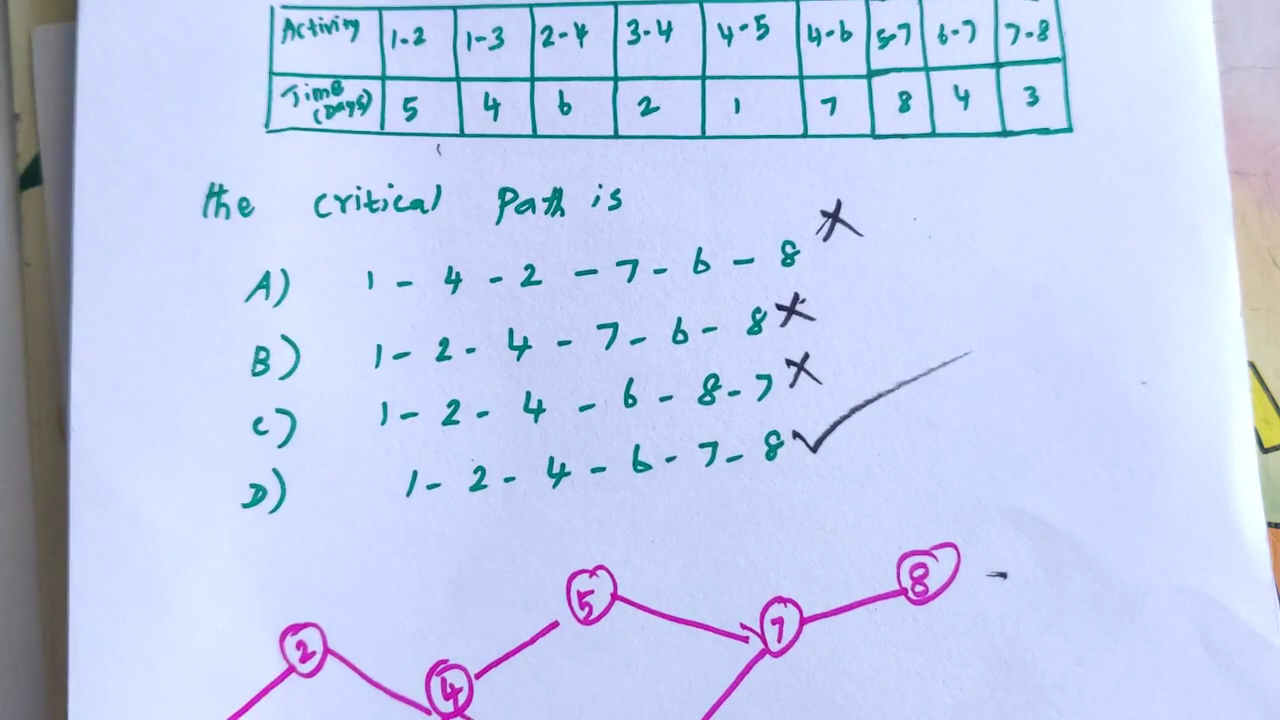 Activity 1-2 1-3 2-4 3-4 4-5 4-6 5-7 6-7 7-8
Time (Days) 5 4 6 2 1 7 8 4 3
the critical Path is
A) 1 - 4 - 2 - 7 - 6 - 8
B) 1 - 2 - 4 - 7 - 6 - 8
C) 1 - 2 - 4 - 6 - 8 - 7
D) 1 - 2 - 4 - 6 - 7 - 8
8
5
7
2
4